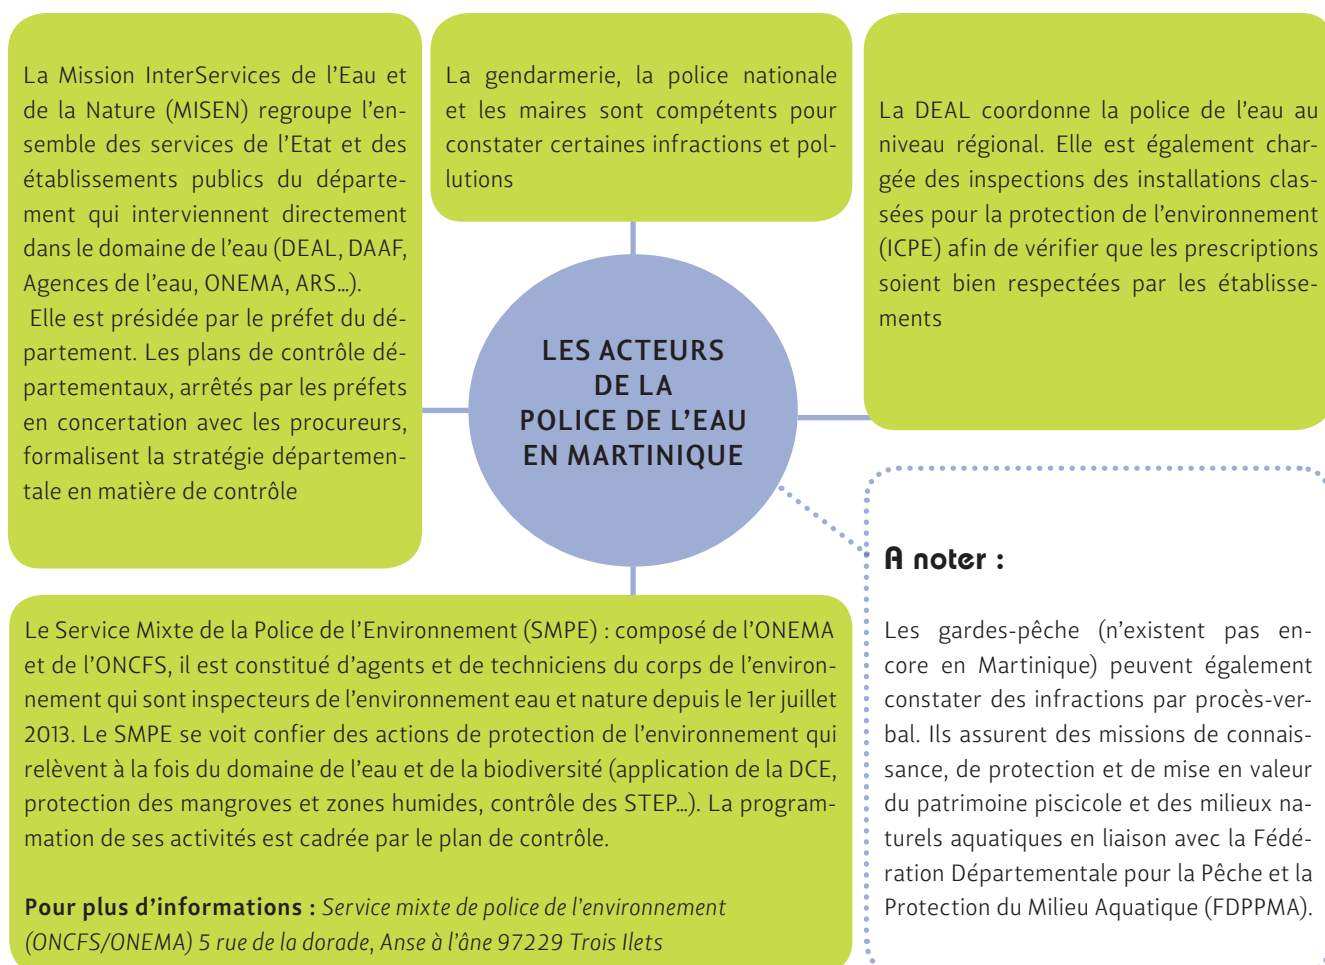 La Mission InterServices de l'Eau et
de la Nature (MISEN) regroupe l'en-
semble des services de l'Etat et des
établissements publics du départe-
ment qui interviennent directement
dans le domaine de l'eau (DEAL, DAAF,
Agences de l'eau, ONEMA, ARS…).
Elle est présidée par le préfet du dé-
partement. Les plans de contrôle dé-
partementaux, arrêtés par les préfets
en concertation avec les procureurs,
formalisent la stratégie départemen-
tale en matière de contrôle
La gendarmerie, la police nationale
et les maires sont compétents pour
constater certaines infractions et pol-
lutions
La DEAL coordonne la police de l'eau au
niveau régional. Elle est également char-
gée des inspections des installations clas-
sées pour la protection de l'environnement
(ICPE) afin de vérifier que les prescriptions
soient bien respectées par les établisse-
ments
LES ACTEURS
DE LA
POLICE DE L'EAU
EN MARTINIQUE
Le Service Mixte de la Police de l'Environnement (SMPE) : composé de l'ONEMA
et de l'ONCFS, il est constitué d'agents et de techniciens du corps de l'environ-
nement qui sont inspecteurs de l'environnement eau et nature depuis le 1er juillet
2013. Le SMPE se voit confier des actions de protection de l'environnement qui
relèvent à la fois du domaine de l'eau et de la biodiversité (application de la DCE,
protection des mangroves et zones humides, contrôle des STEP…). La program-
mation de ses activités est cadrée par le plan de contrôle.
Pour plus d'informations : Service mixte de police de l'environnement
(ONCFS/ONEMA) 5 rue de la dorade, Anse à l'âne 97229 Trois Ilets
A noter :
Les gardes-pêche (n'existent pas en-
core en Martinique) peuvent également
constater des infractions par procès-ver-
bal. Ils assurent des missions de connais-
sance, de protection et de mise en valeur
du patrimoine piscicole et des milieux na-
turels aquatiques en liaison avec la Fédé-
ration Départementale pour la Pêche et la
Protection du Milieu Aquatique (FDPPMA).